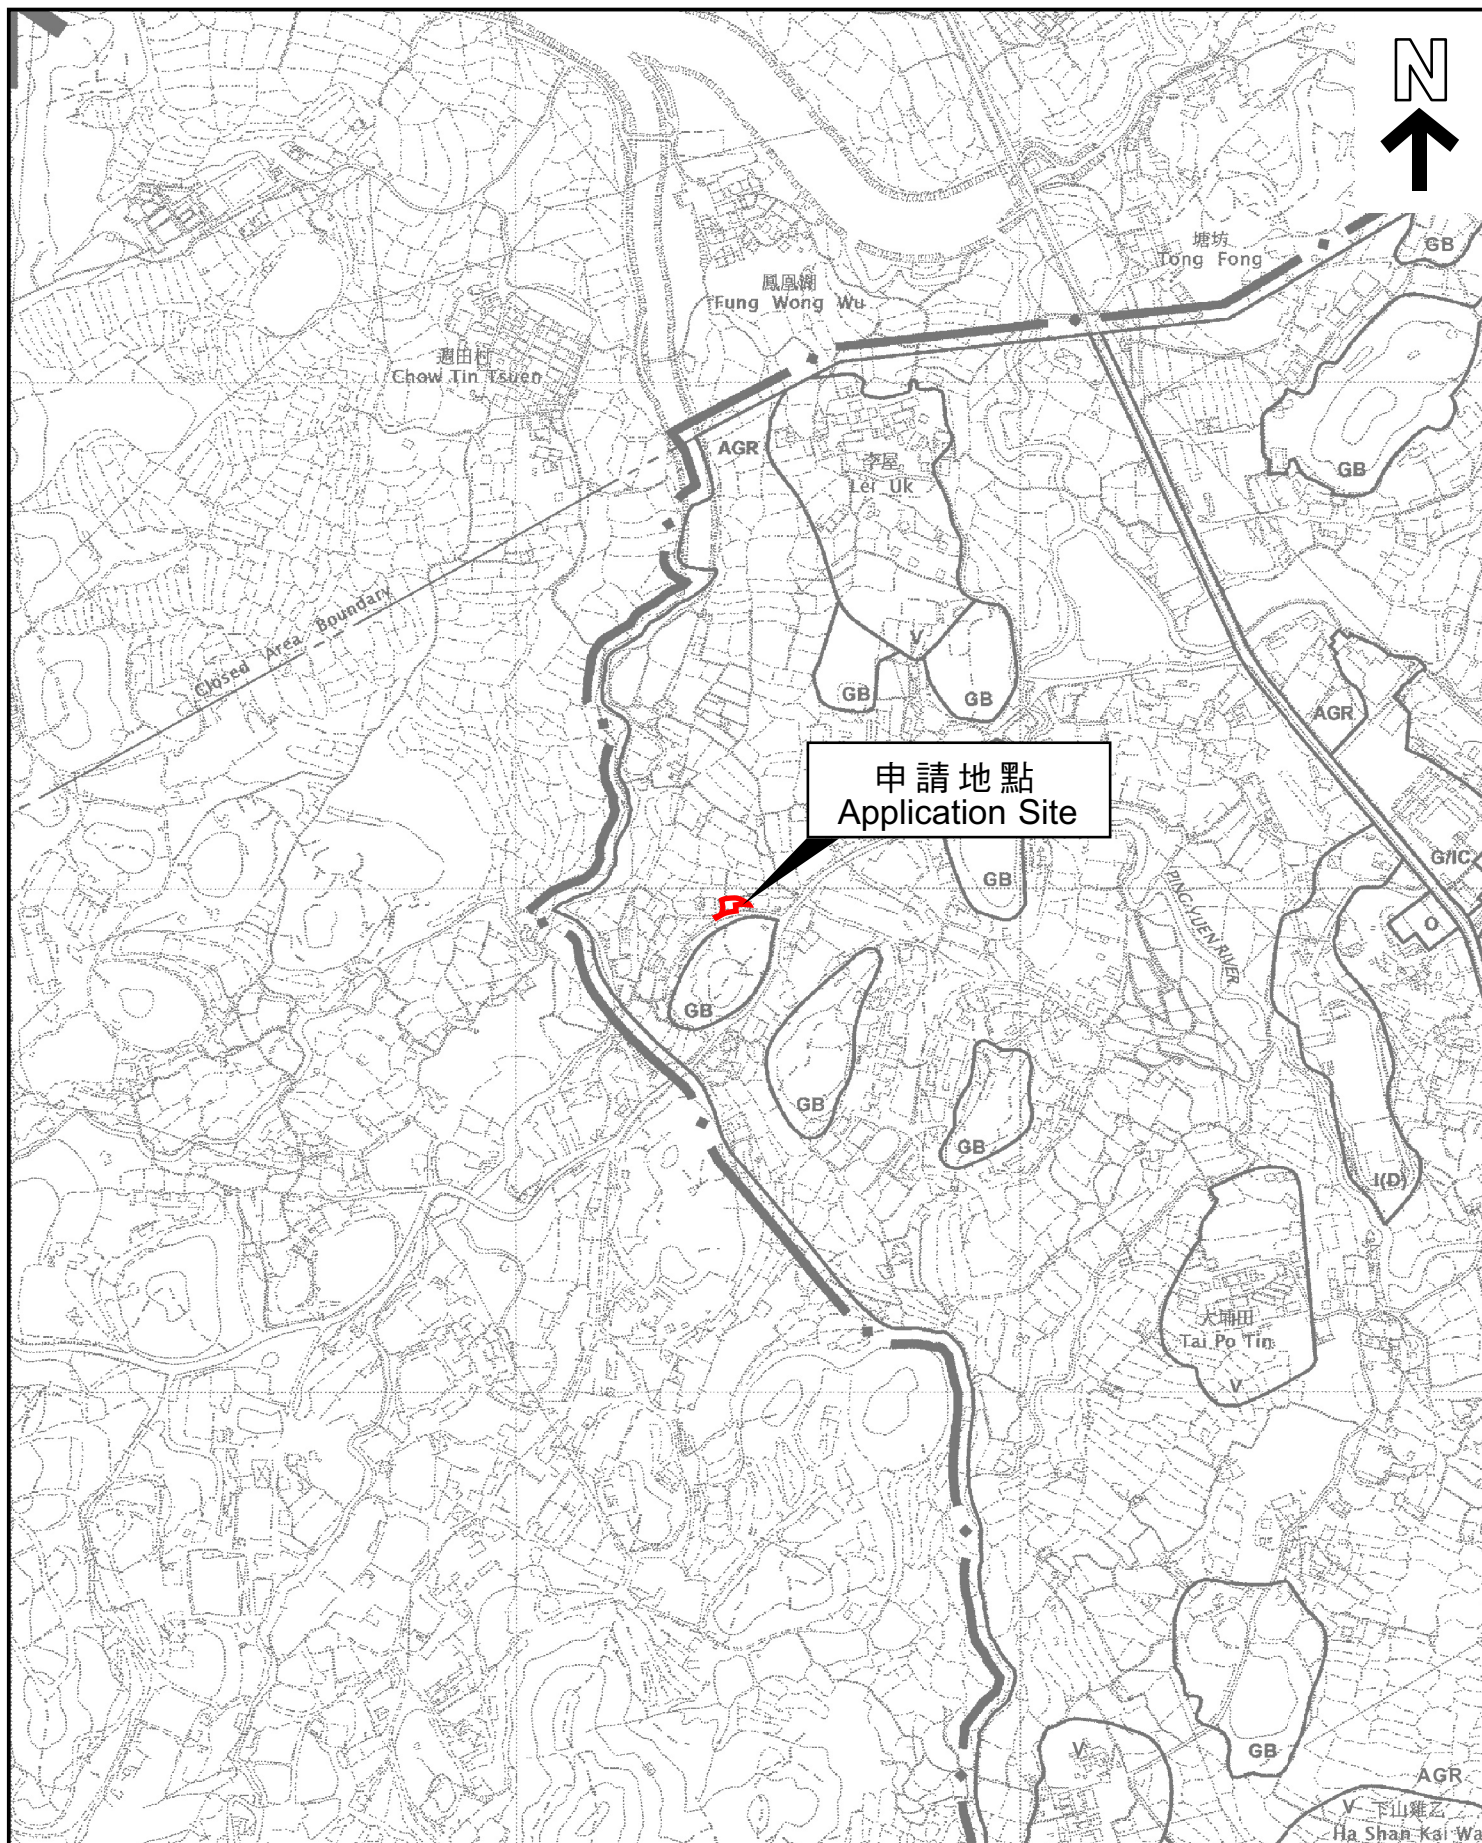 N
GB
塘坊
Tong Fong
鳳凰湖
Fung Wong Wu
週田村
Chow Tin Tsuen
AGR
李屋
Lei Uk
GB
Closed Area Boundary
V
GB
GB
AGR
申請地點
Application Site
GB
G/IC
PING YUEN RIVER
O
GB
GB
GB
I(D)
大埔田
Tai Po Tin
V
V
GB
AGR
V
下山雞乙
Ha Shan Kai W